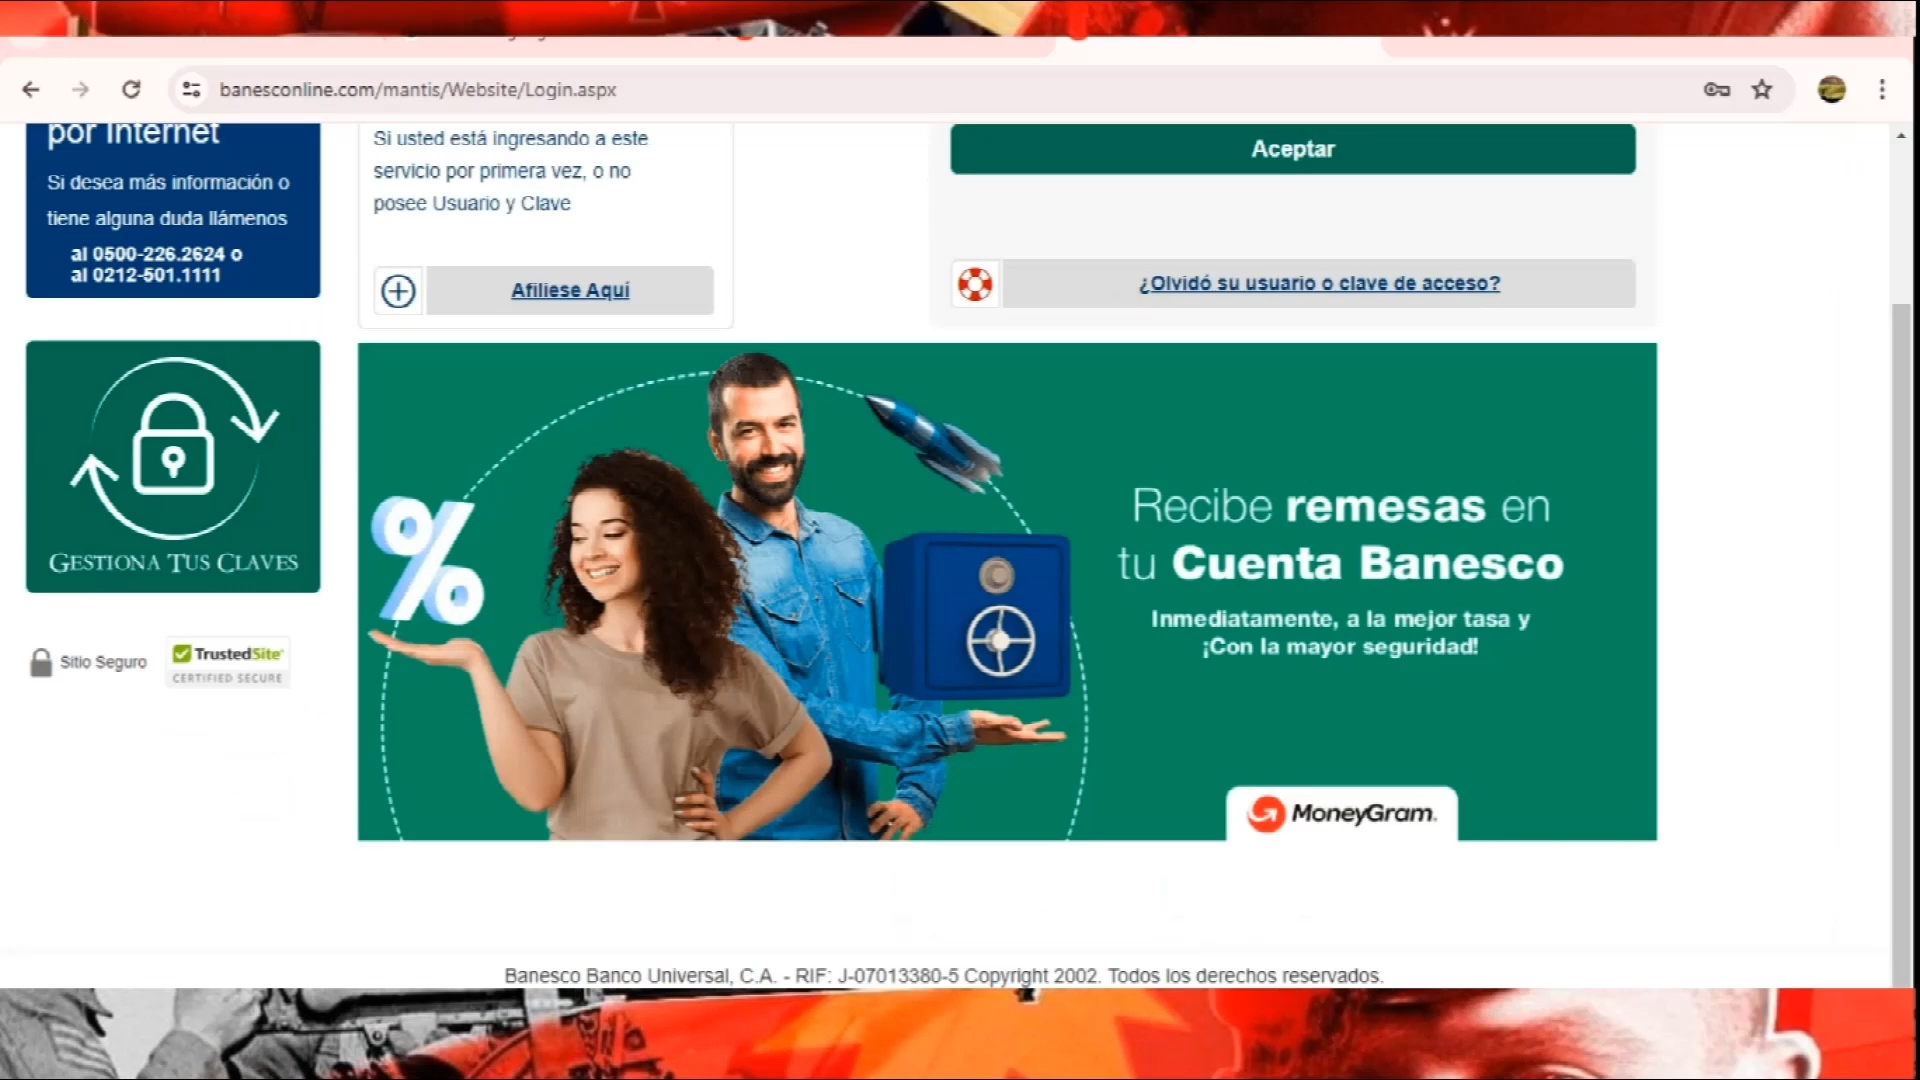 banesconline.com/mantis/Website/Login.aspx
por Internet
Si desea más información o
tiene alguna duda llámenos
al 0500-226.2624 o
al 0212-501.1111
Si usted está ingresando a este
servicio por primera vez, o no
posee Usuario y Clave
Afiliese Aquí
Aceptar
¿Olvidó su usuario o clave de acceso?
GESTIONA TUS CLAVES
Sitio Seguro
TrustedSite
CERTIFIED SECURE
%
Recibe remesas en
tu Cuenta Banesco
Inmediatamente, a la mejor tasa y
¡Con la mayor seguridad!
MoneyGram.
Banesco Banco Universal, C.A. - RIF: J-07013380-5 Copyright 2002. Todos los derechos reservados.